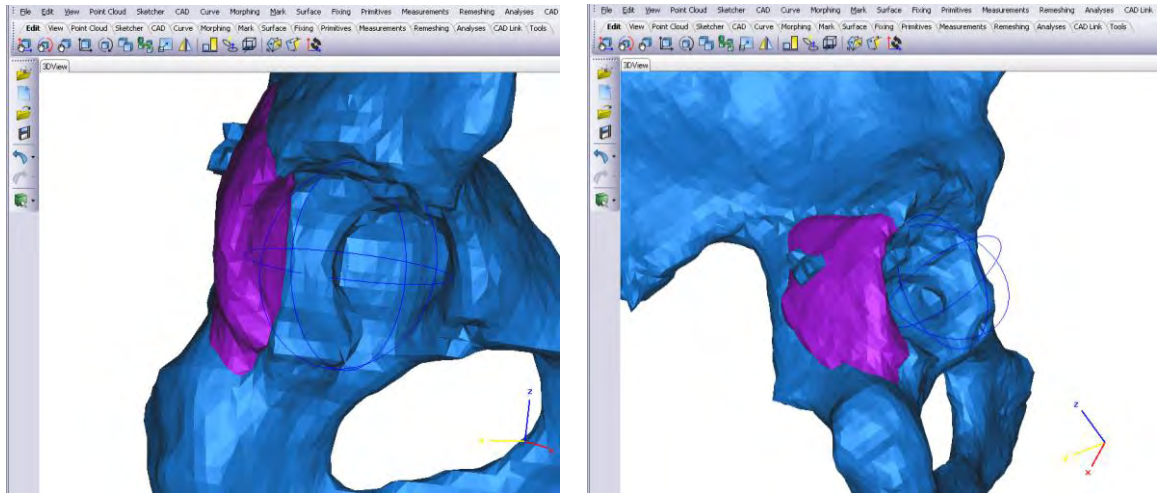 File Edit View Point Cloud Sketcher CAD Curve Morphing Mark Surface Fixing Primitives Measurements Remeshing Analyses CAD
Edit View Point Cloud Sketcher CAD Curve Morphing Mark Surface Fixing Primitives Measurements Remeshing Analyses CAD
3DView
z
x
File Edit View Point Cloud Sketcher CAD Curve Morphing Mark Surface Fixing Primitives Measurements Remeshing Analyses CAD Link
Edit View Point Cloud Sketcher CAD Curve Morphing Mark Surface Fixing Primitives Measurements Remeshing Analyses CAD Link Tools
3DView
z
x